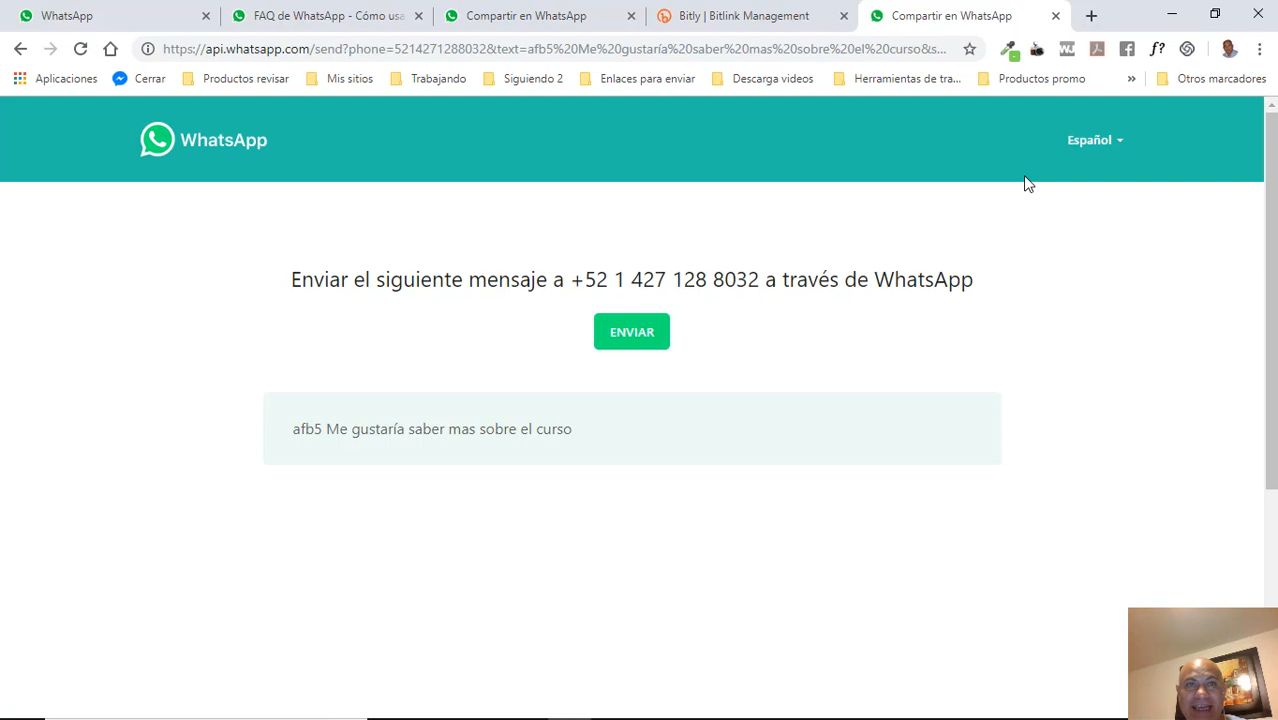 WhatsApp
FAQ de WhatsApp - Cómo usa
Compartir en WhatsApp
Bitly | Bitlink Management
Compartir en WhatsApp
https://api.whatsapp.com/send?phone=5214271288032&text=afb5%20Me%20gustaría%20saber%20mas%20sobre%20el%20curso&s...
Aplicaciones
Cerrar
Productos revisar
Mis sitios
Trabajando
Siguiendo 2
Enlaces para enviar
Descarga videos
Herramientas de tra...
Productos promo
»
Otros marcadores
WhatsApp
Español
Enviar el siguiente mensaje a +52 1 427 128 8032 a través de WhatsApp
ENVIAR
afb5 Me gustaría saber mas sobre el curso